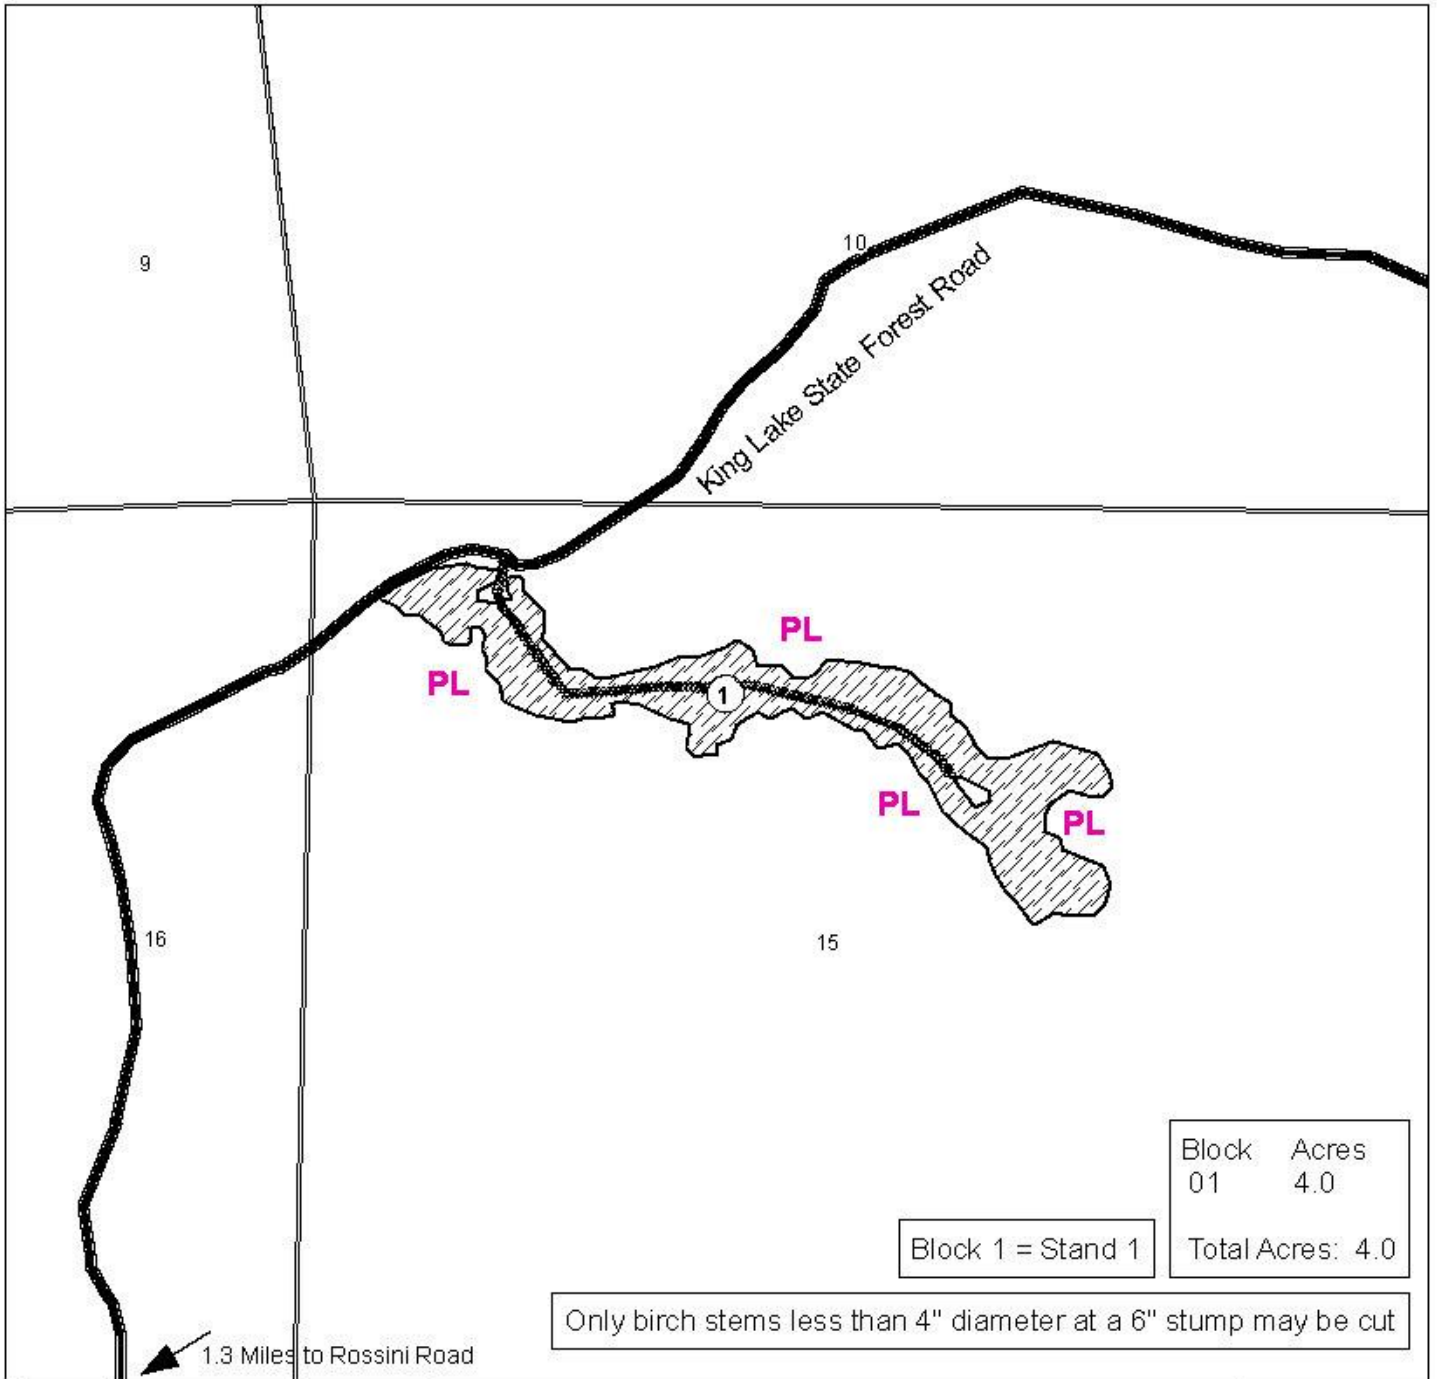 9
10
King Lake State Forest Road
PL
PL
1
PL
PL
16
15
Block Acres
01 4.0
Total Acres: 4.0
Block 1 = Stand 1
Only birch stems less than 4" diameter at a 6" stump may be cut
1.3 Miles to Rossini Road